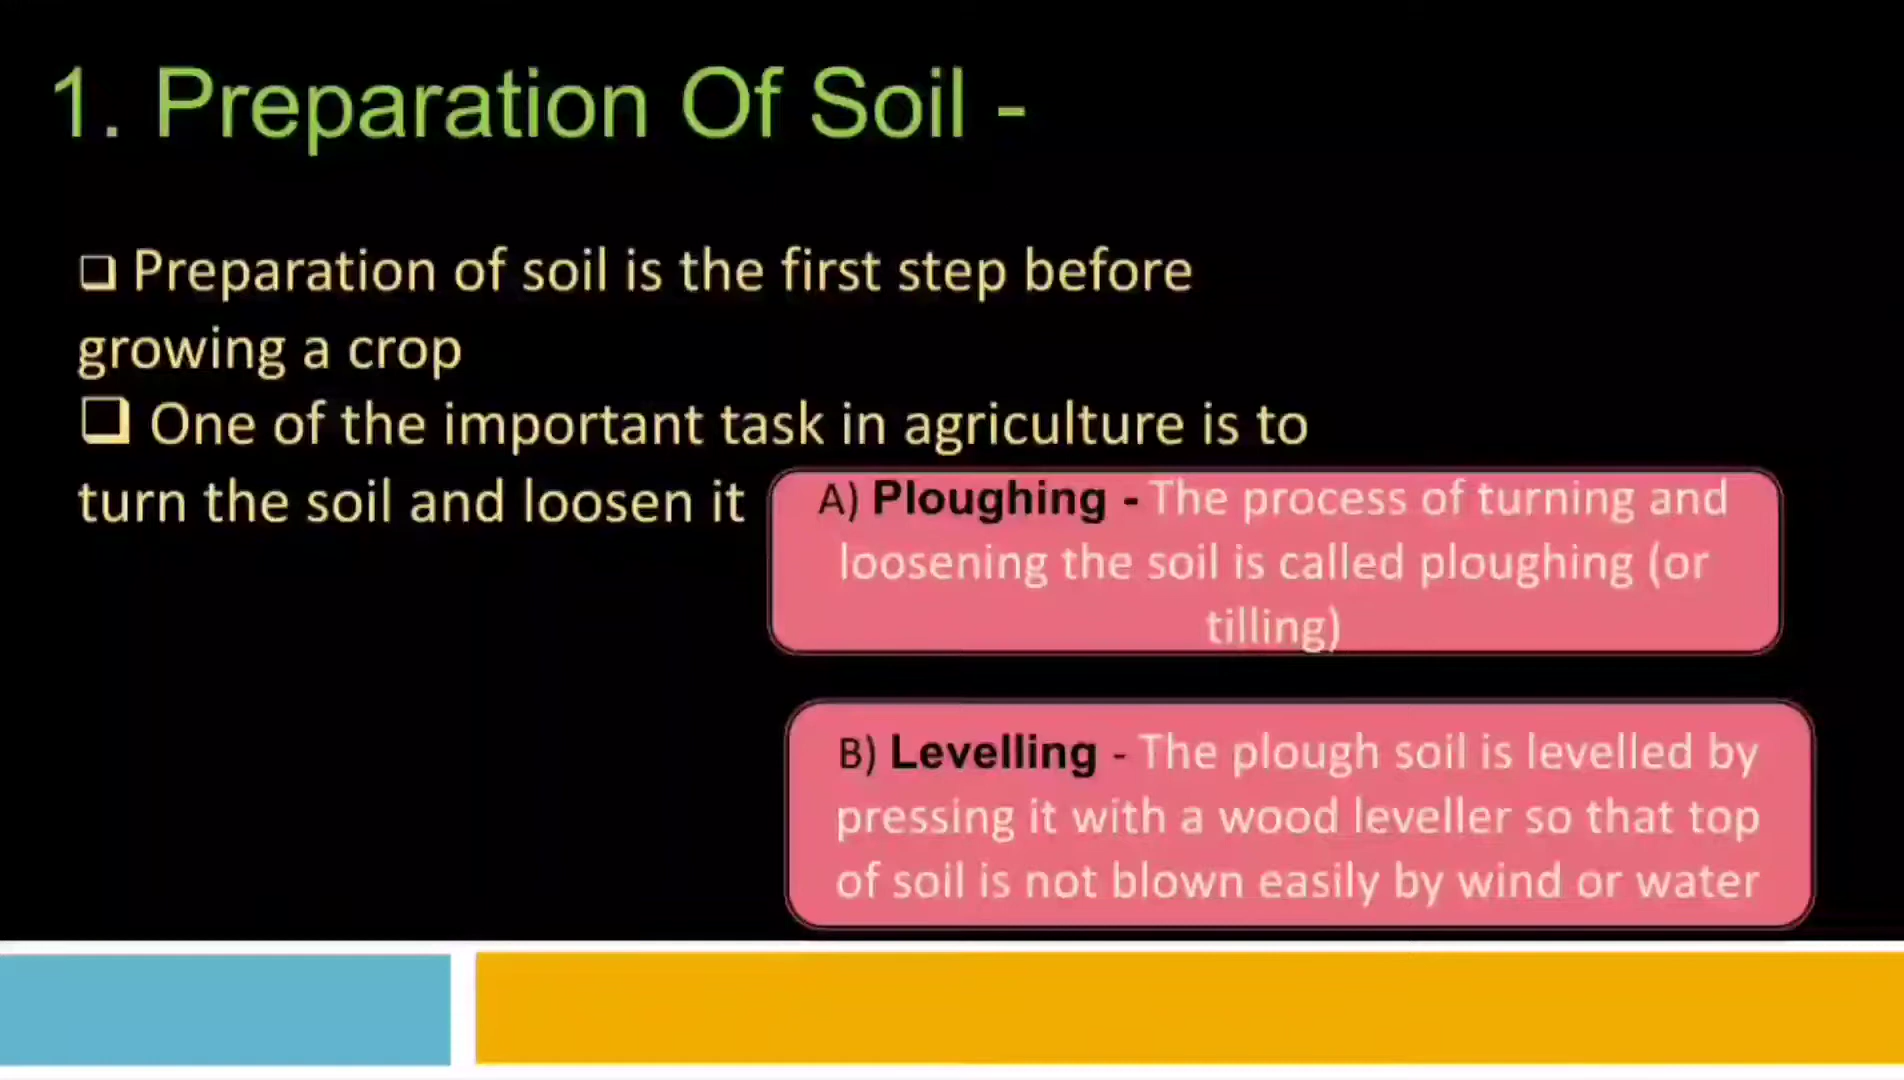 1. Preparation Of Soil -
❑ Preparation of soil is the first step before
growing a crop
❑ One of the important task in agriculture is to
turn the soil and loosen it
A) Ploughing - The process of turning and
loosening the soil is called ploughing (or
tilling)
B) Levelling - The plough soil is levelled by
pressing it with a wood leveller so that top
of soil is not blown easily by wind or water